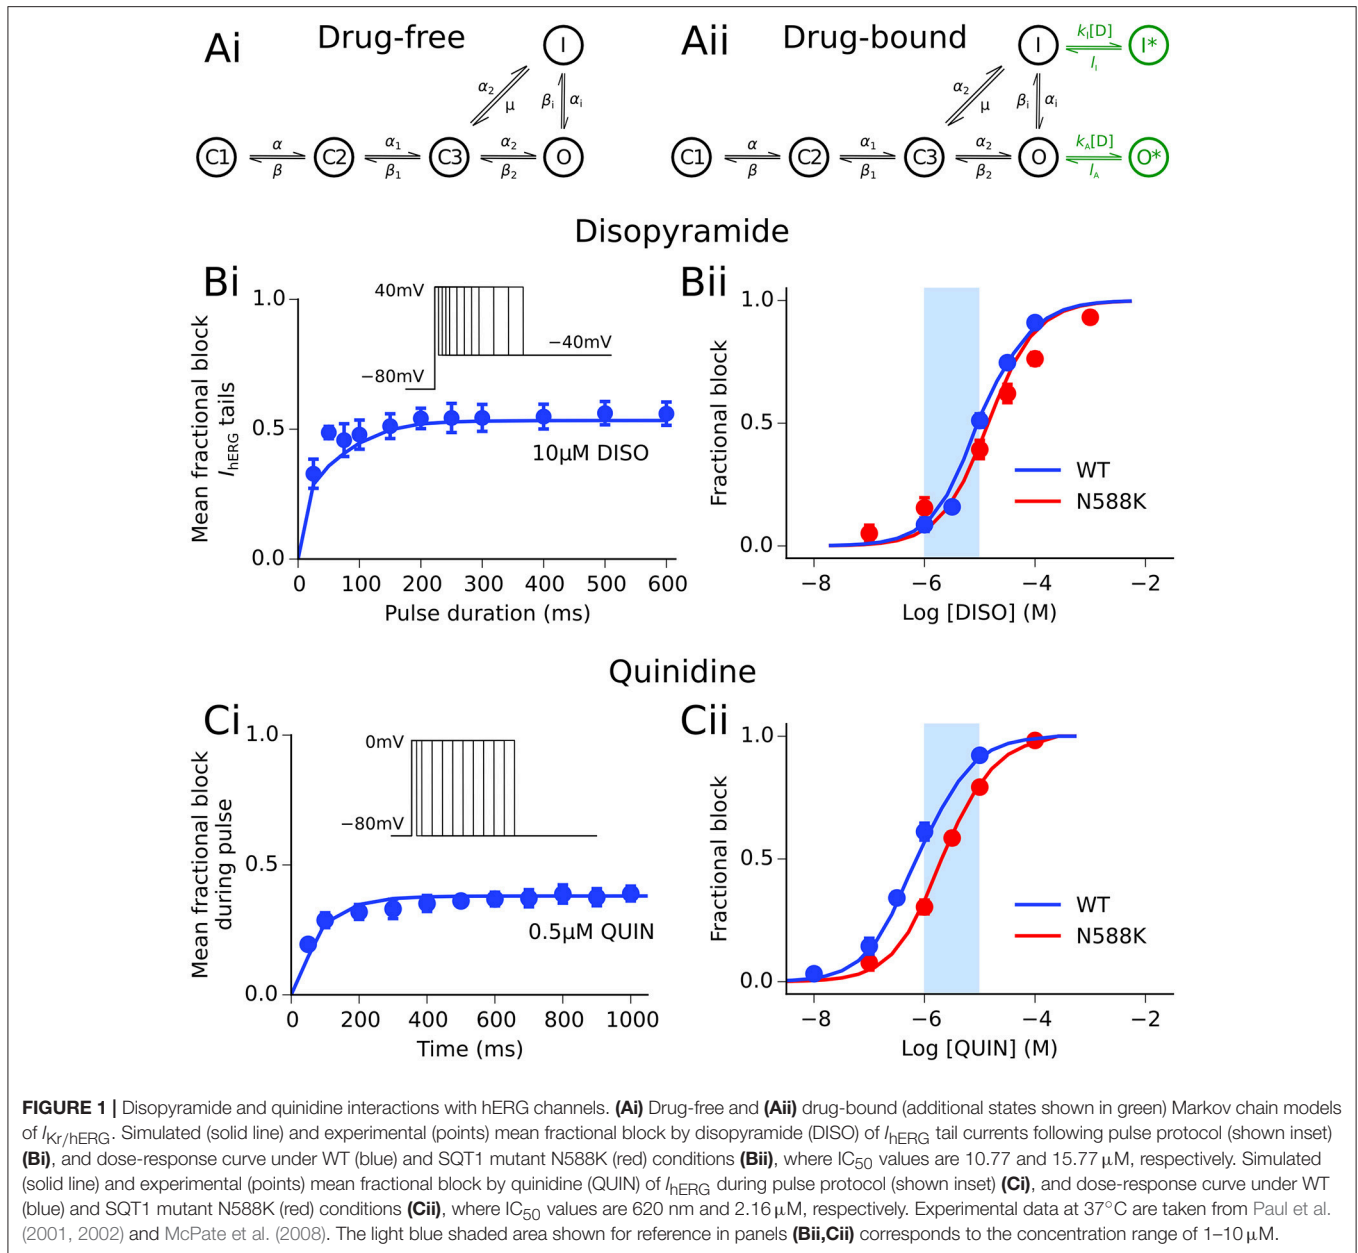 Ai
Drug-free
I
α₂
μ
βᵢ
αᵢ
C1
α
β
C2
α₁
β₁
C3
α₂
β₂
O
Aii
Drug-bound
I
kI[D]
lI
I*
α₂
μ
βᵢ
αᵢ
C1
α
β
C2
α₁
β₁
C3
α₂
β₂
O
kA[D]
lA
O*
Disopyramide
Bi
Mean fractional block
IhERG tails
1.0
0.5
0.0
40mV
−40mV
−80mV
10μM DISO
0 100 200 300 400 500 600
Pulse duration (ms)
Bii
Fractional block
1.0
0.5
0.0
WT
N588K
−8 −6 −4 −2
Log [DISO] (M)
Quinidine
Ci
Mean fractional block
during pulse
1.0
0.5
0.0
0mV
−80mV
0.5μM QUIN
0 200 400 600 800 1000
Time (ms)
Cii
Fractional block
1.0
0.5
0.0
WT
N588K
−8 −6 −4 −2
Log [QUIN] (M)
FIGURE 1 | Disopyramide and quinidine interactions with hERG channels. (Ai) Drug-free and (Aii) drug-bound (additional states shown in green) Markov chain models
of IKr/hERG. Simulated (solid line) and experimental (points) mean fractional block by disopyramide (DISO) of IhERG tail currents following pulse protocol (shown inset)
(Bi), and dose-response curve under WT (blue) and SQT1 mutant N588K (red) conditions (Bii), where IC50 values are 10.77 and 15.77 μM, respectively. Simulated
(solid line) and experimental (points) mean fractional block by quinidine (QUIN) of IhERG during pulse protocol (shown inset) (Ci), and dose-response curve under WT
(blue) and SQT1 mutant N588K (red) conditions (Cii), where IC50 values are 620 nm and 2.16 μM, respectively. Experimental data at 37°C are taken from Paul et al.
(2001, 2002) and McPate et al. (2008). The light blue shaded area shown for reference in panels (Bii,Cii) corresponds to the concentration range of 1–10 μM.